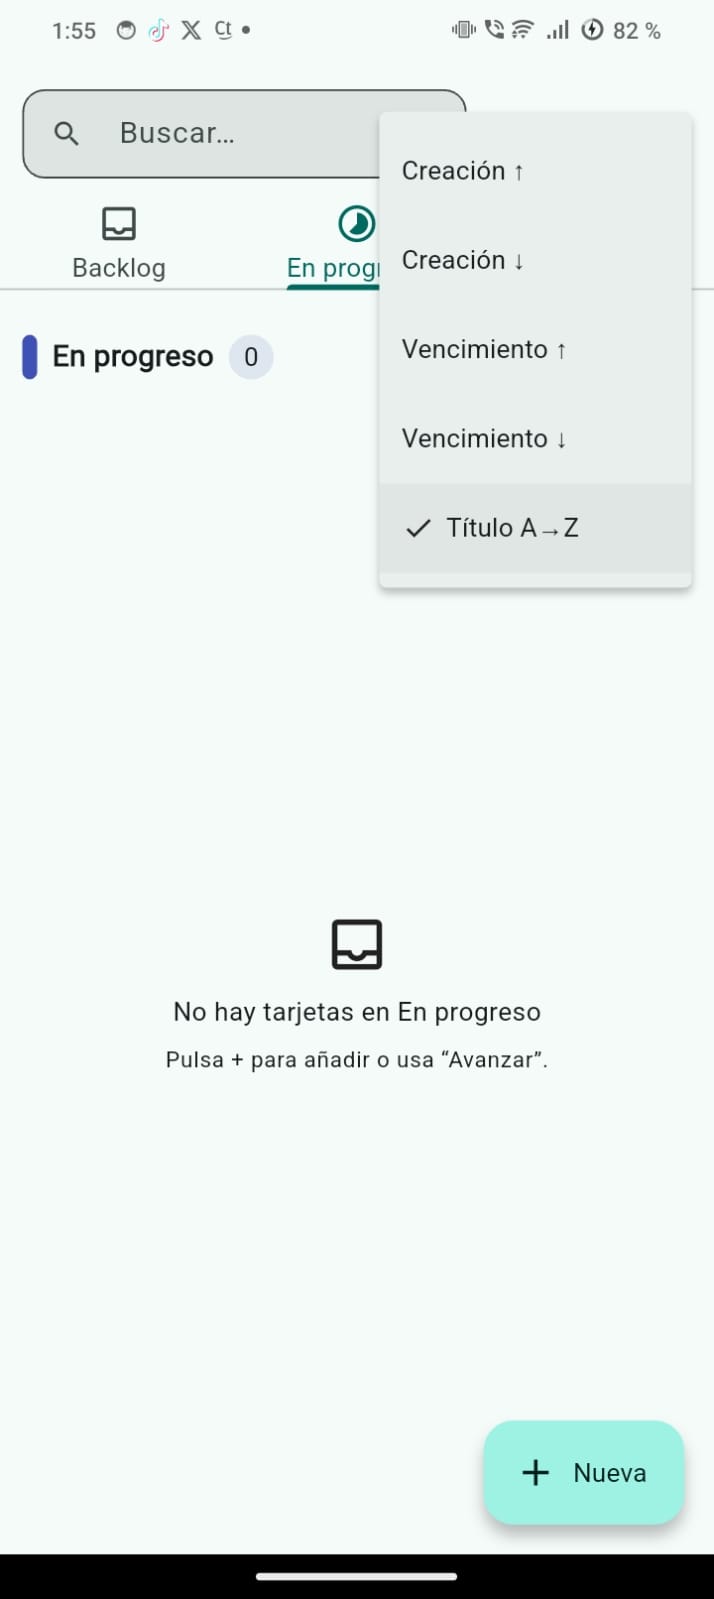 1:55 82 %
Buscar...
Creación ↑
Creación ↓
Backlog
En progr
Vencimiento ↑
En progreso 0
Vencimiento ↓
Título A→Z
No hay tarjetas en En progreso
Pulsa + para añadir o usa “Avanzar”.
+ Nueva